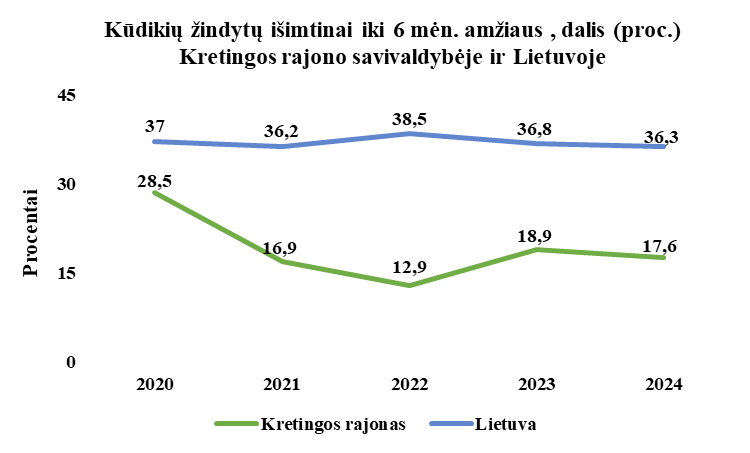 Kūdikių žindytų išimtinai iki 6 mėn. amžiaus , dalis (proc.)
Kretingos rajono savivaldybėje ir Lietuvoje
Procentai
45
30
15
0
37
36,2
38,5
36,8
36,3
28,5
16,9
12,9
18,9
17,6
2020 2021 2022 2023 2024
Kretingos rajonas Lietuva